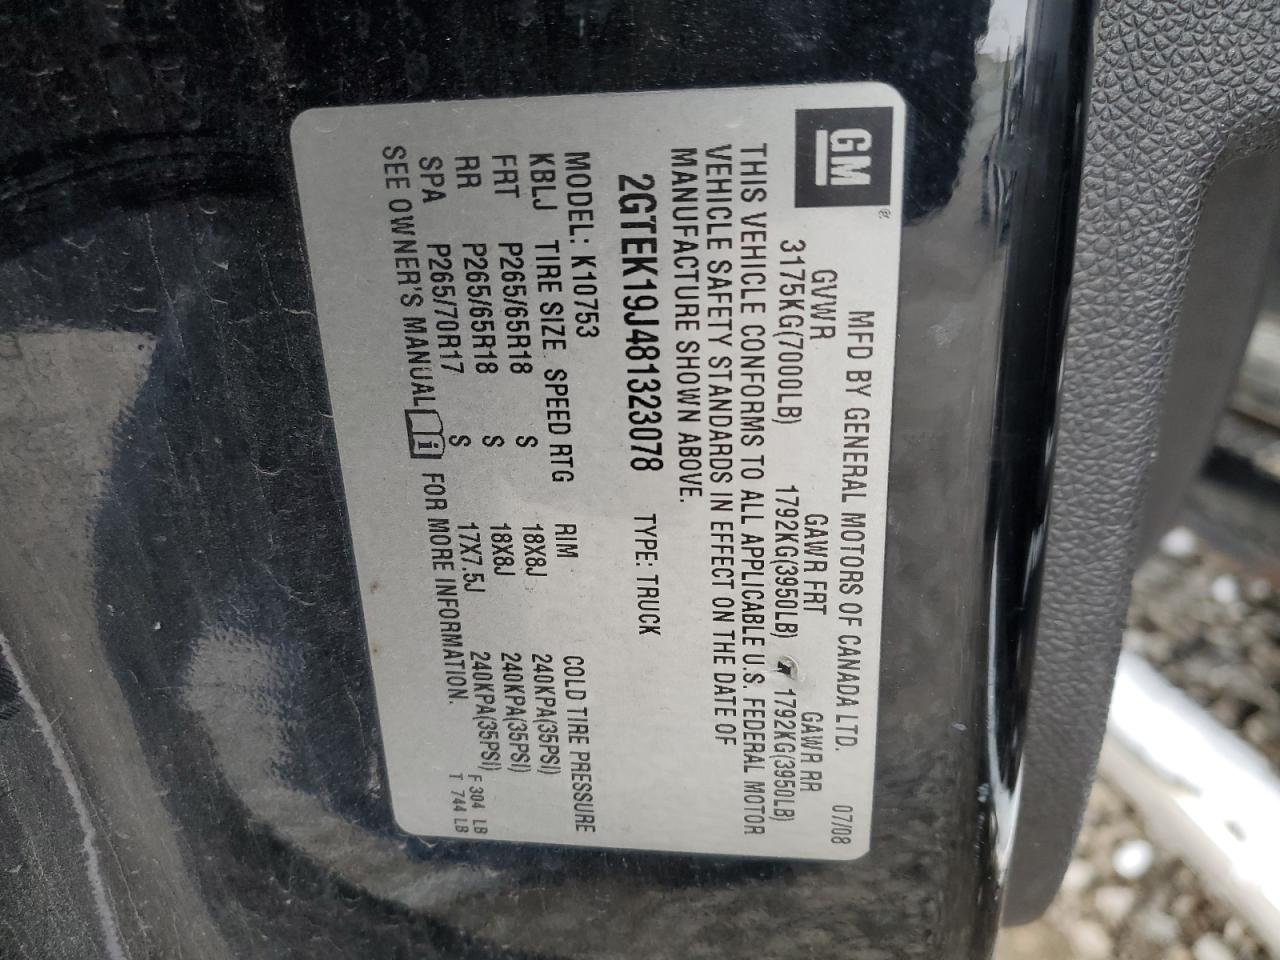 GM®
MFD BY GENERAL MOTORS OF CANADA LTD. 07/08
GVWR GAWR FRT GAWR RR
3175KG(7000LB) 1792KG(3950LB) 1792KG(3950LB)
THIS VEHICLE CONFORMS TO ALL APPLICABLE U.S. FEDERAL MOTOR
VEHICLE SAFETY STANDARDS IN EFFECT ON THE DATE OF
MANUFACTURE SHOWN ABOVE.
2GTEK19J481323078 TYPE: TRUCK
MODEL: K10753
KBLJ TIRE SIZE SPEED RTG RIM COLD TIRE PRESSURE
FRT P265/65R18 S 18X8J 240KPA(35PSI)
RR P265/65R18 S 18X8J 240KPA(35PSI)
SPA P265/70R17 S 17X7.5J 240KPA(35PSI) F 304 LB
SEE OWNER'S MANUAL i FOR MORE INFORMATION. T 744 LB